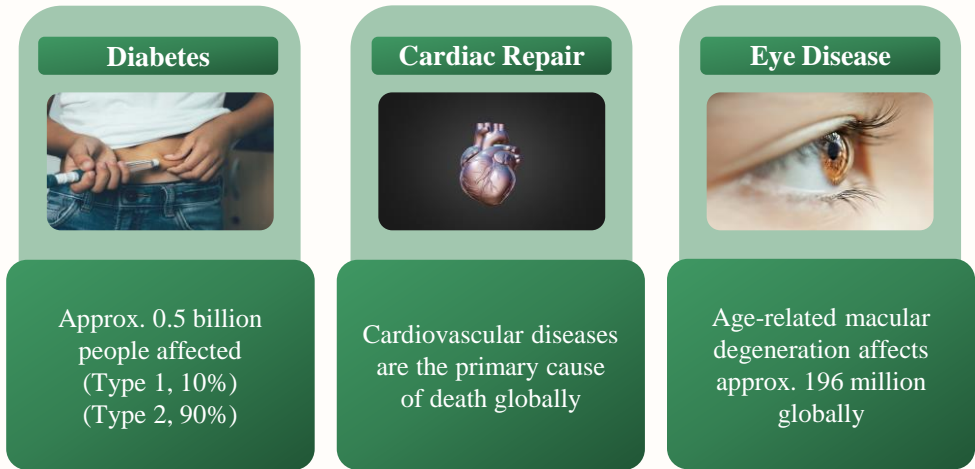 Diabetes
Approx. 0.5 billion
people affected
(Type 1, 10%)
(Type 2, 90%)
Cardiac Repair
Cardiovascular diseases
are the primary cause
of death globally
Eye Disease
Age-related macular
degeneration affects
approx. 196 million
globally